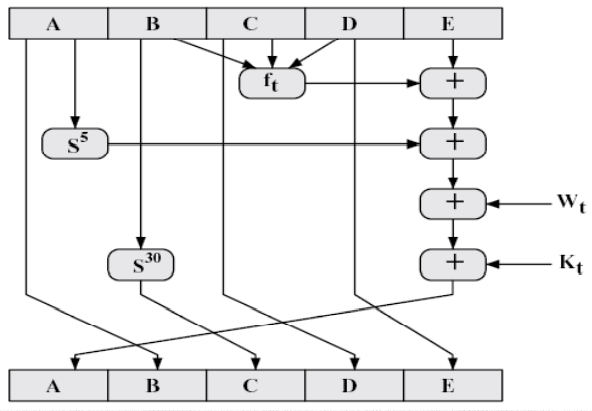 A B C D E
f_t +
S^5 +
+ W_t
S^30 + K_t
A B C D E